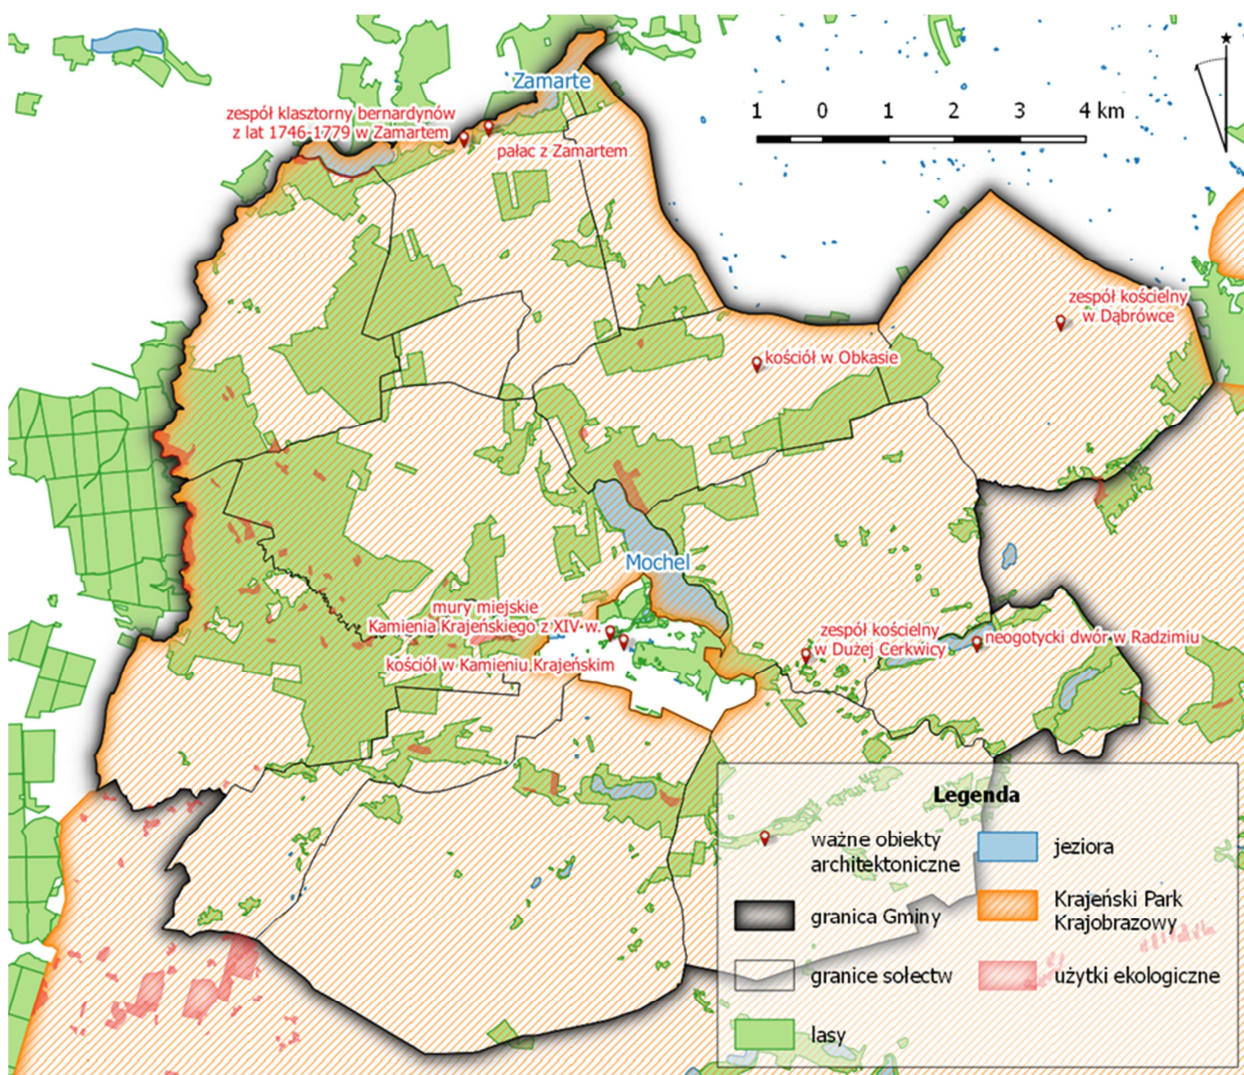 Zamarte
zespół klasztorny bernardynów
z lat 1746-1779 w Zamartem
pałac z Zamartem
1 0 1 2 3 4 km
zespół kościelny
w Dąbrówce
kościół w Obkasie
Mochel
mury miejskie
Kamienia Krajeńskiego z XIV w.
kościół w Kamieniu Krajeńskim
zespół kościelny
w Dużej Cerkwicy
neogotycki dwór w Radzimiu
Legenda
ważne obiekty
architektoniczne
granica Gminy
granice sołectw
lasy
jeziora
Krajeński Park
Krajobrazowy
użytki ekologiczne